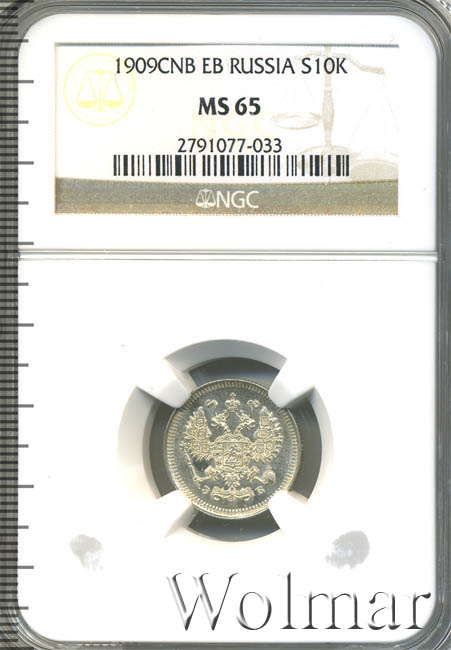 1909CNB EB RUSSIA S10K
MS 65
2791077-033
NGC
Э Б
Wolmar